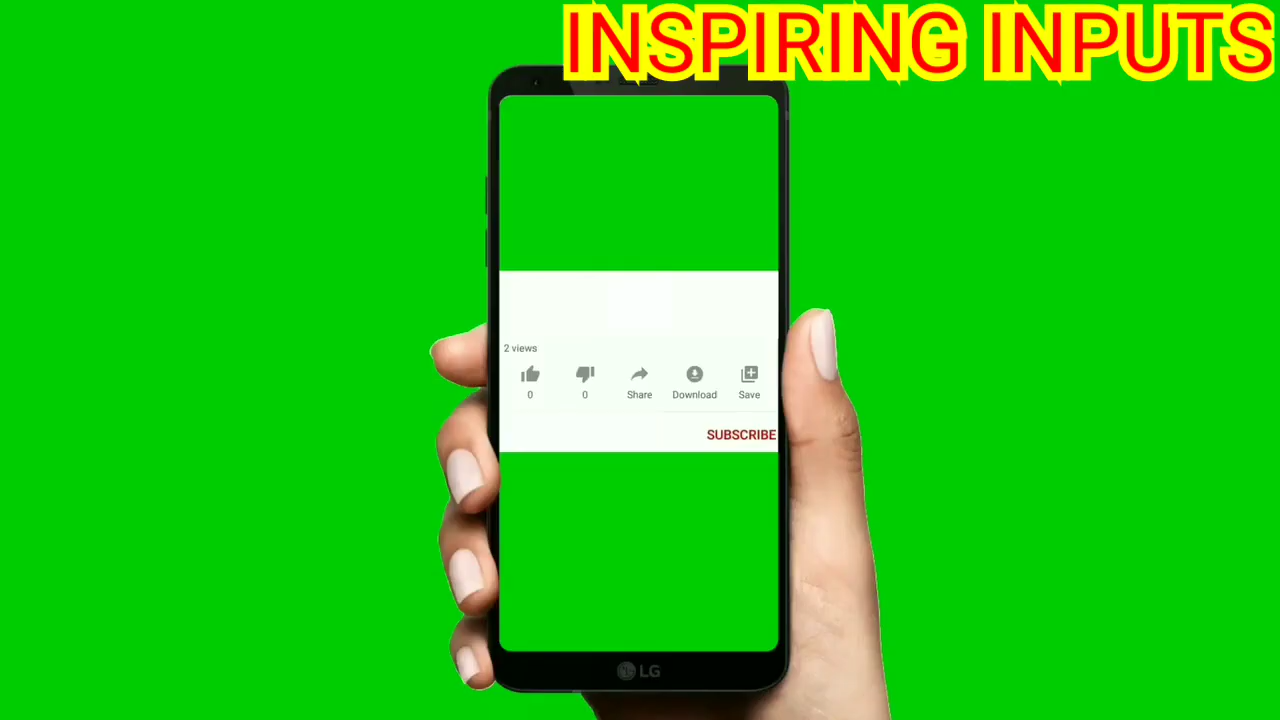 INSPIRING INPUTS
2 views
0 0 Share Download Save
SUBSCRIBE
LG